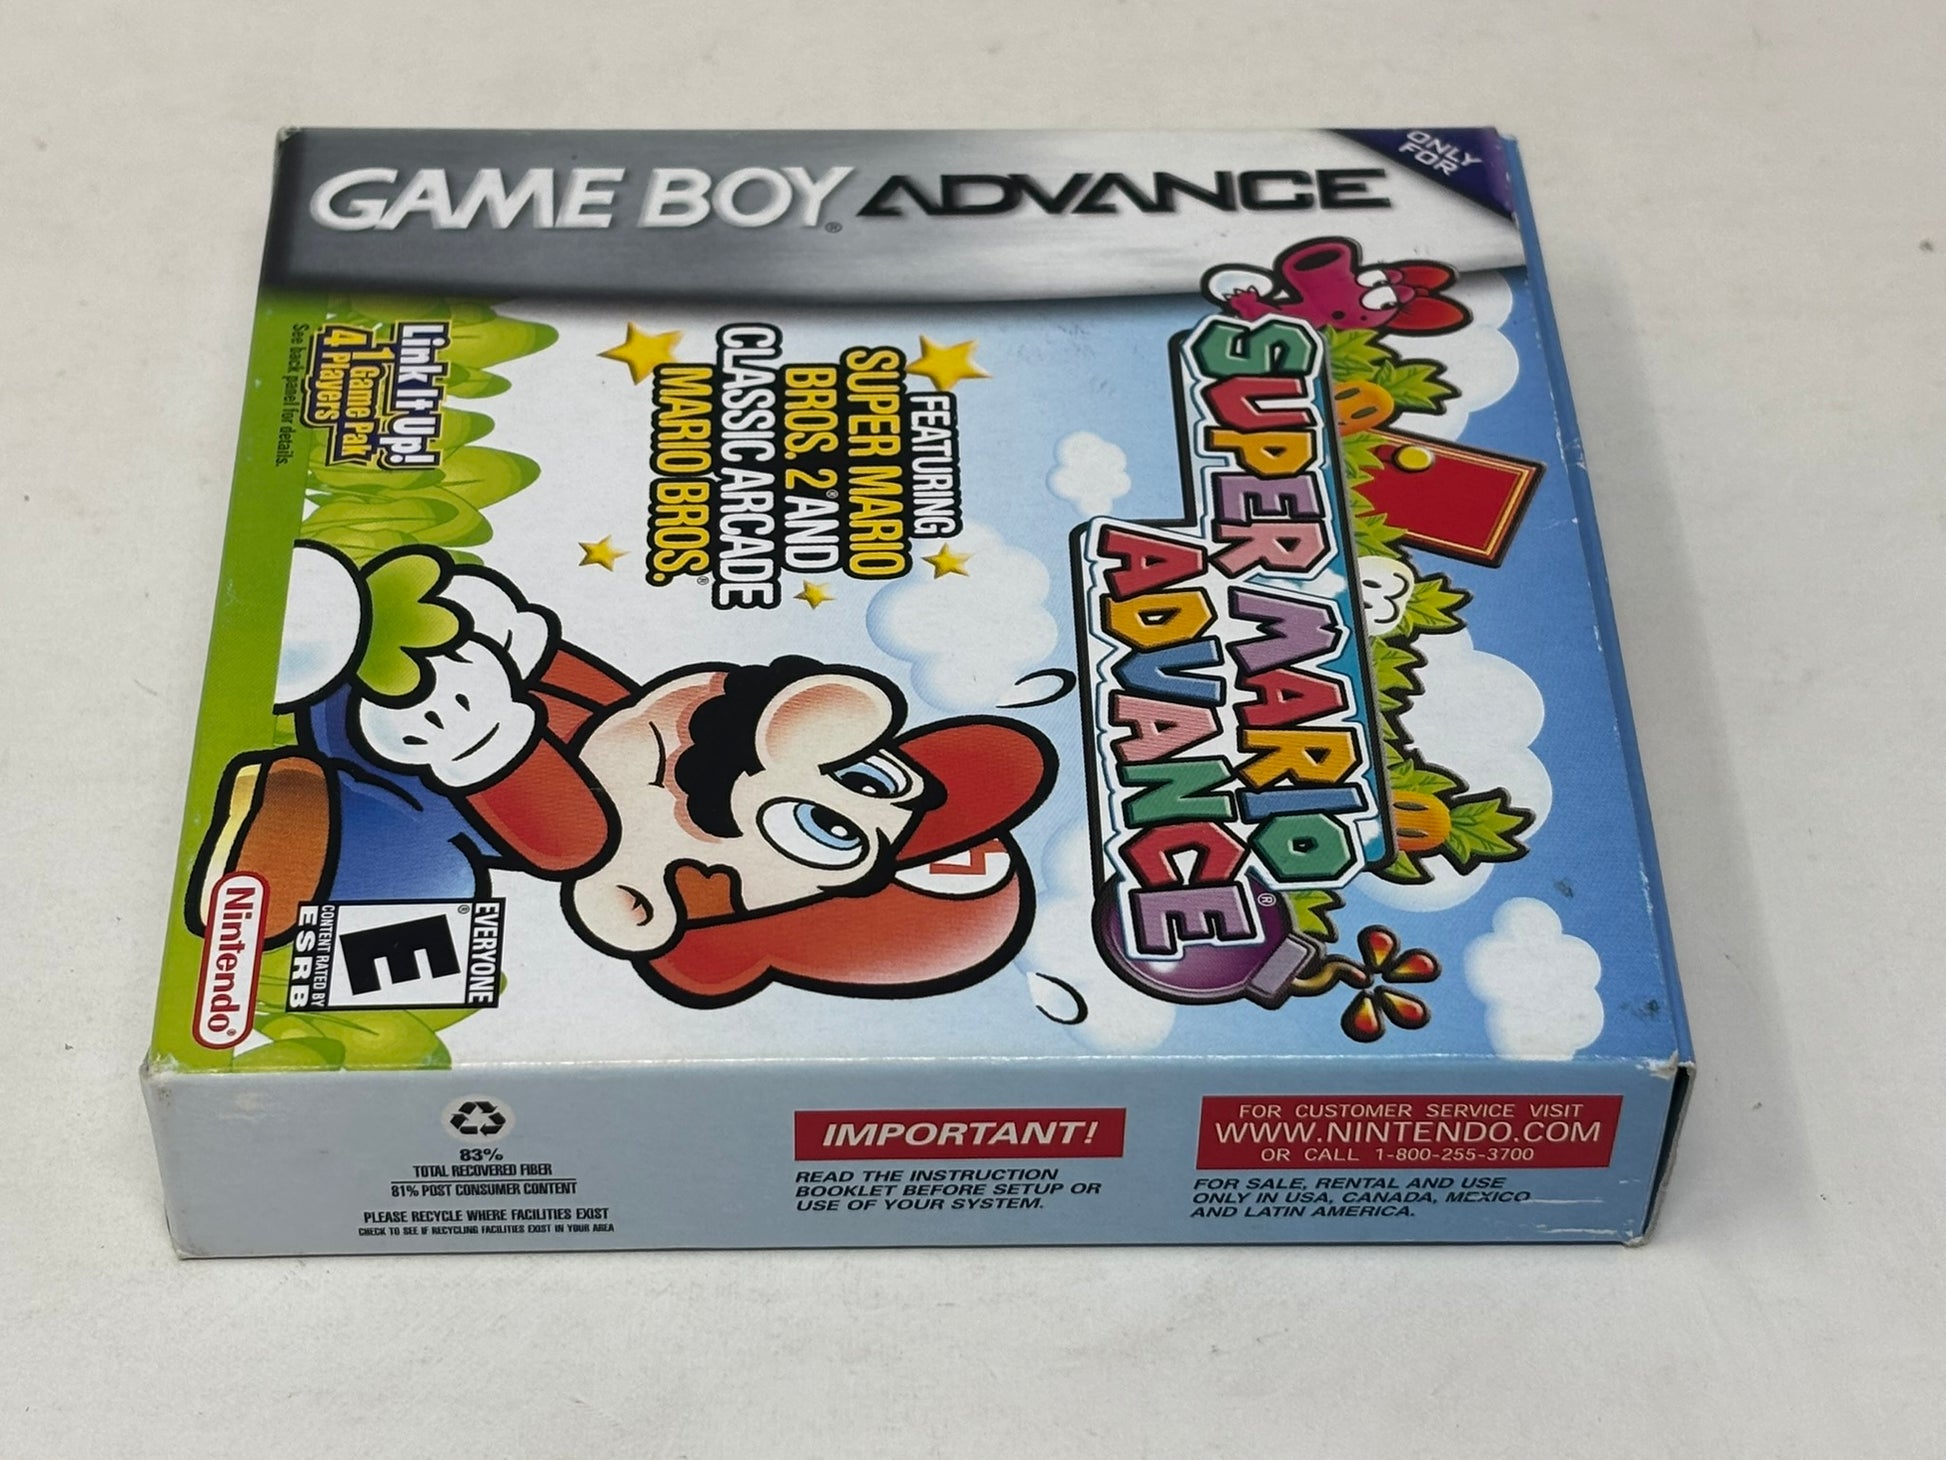 GAME BOY® ADVANCE
ONLY
FOR
SUPER MARIO
ADVANCE®
FEATURING
SUPER MARIO
BROS. 2® AND
CLASSIC ARCADE
MARIO BROS.®
Link It Up!
1 Game Pak
4 Players
See back panel for details.
EVERYONE
E®
CONTENT RATED BY
ESRB
Nintendo®
83%
TOTAL RECOVERED FIBER
81% POST CONSUMER CONTENT
PLEASE RECYCLE WHERE FACILITIES EXIST
CHECK TO SEE IF RECYCLING FACILITIES EXIST IN YOUR AREA
IMPORTANT!
READ THE INSTRUCTION
BOOKLET BEFORE SETUP OR
USE OF YOUR SYSTEM.
FOR CUSTOMER SERVICE VISIT
WWW.NINTENDO.COM
OR CALL 1-800-255-3700
FOR SALE, RENTAL AND USE
ONLY IN USA, CANADA, MEXICO
AND LATIN AMERICA.